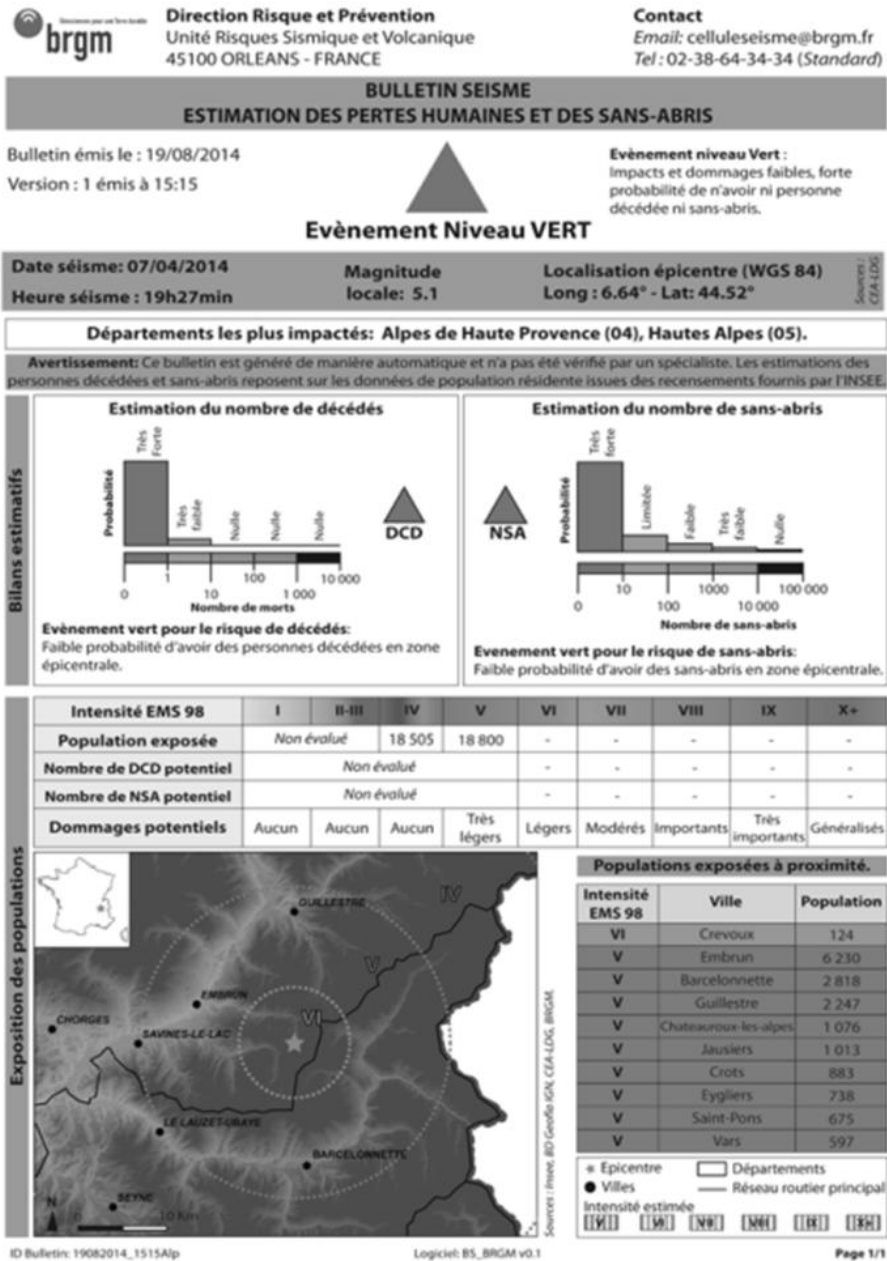 Géosciences pour une Terre durable
brgm
Direction Risque et Prévention
Unité Risques Sismique et Volcanique
45100 ORLEANS - FRANCE
Contact
Email: celluleseisme@brgm.fr
Tel : 02-38-64-34-34 (Standard)
BULLETIN SEISME
ESTIMATION DES PERTES HUMAINES ET DES SANS-ABRIS
Bulletin émis le : 19/08/2014
Version : 1 émis à 15:15
Evènement niveau Vert :
Impacts et dommages faibles, forte
probabilité de n'avoir ni personne
décédée ni sans-abris.
Evènement Niveau VERT
Date séisme: 07/04/2014
Heure séisme : 19h27min
Magnitude
locale: 5.1
Localisation épicentre (WGS 84)
Long : 6.64° - Lat: 44.52°
Sources :
CEA-LDG
Départements les plus impactés: Alpes de Haute Provence (04), Hautes Alpes (05).
Avertissement: Ce bulletin est généré de manière automatique et n'a pas été vérifié par un spécialiste. Les estimations des
personnes décédées et sans-abris reposent sur les données de population résidente issues des recensements fournis par l'INSEE.
Bilans estimatifs
Estimation du nombre de décédés
Probabilité
Très
Forte
Très
faible
Nulle
Nulle
Nulle
0 1 10 100 1 000 10 000
Nombre de morts
DCD
Evènement vert pour le risque de décédés:
Faible probabilité d'avoir des personnes décédées en zone
épicentrale.
Estimation du nombre de sans-abris
NSA
Probabilité
Très
forte
Limitée
Faible
Très
faible
Nulle
0 10 100 1000 10 000 100 000
Nombre de sans-abris
Evenement vert pour le risque de sans-abris:
Faible probabilité d'avoir des sans-abris en zone épicentrale.
Exposition des populations
Intensité EMS 98 I II-III IV V VI VII VIII IX X+
Population exposée Non évalué 18 505 18 800 - - - - -
Nombre de DCD potentiel Non évalué - - - - -
Nombre de NSA potentiel Non évalué - - - - -
Dommages potentiels Aucun Aucun Aucun Très légers Légers Modérés Importants Très importants Généralisés
GUILLESTRE
IV
V
EMBRUN
VI
CHORGES
SAVINES-LE-LAC
LE LAUZET-UBAYE
BARCELONNETTE
SEYNE
N
0 10 Km
Sources : Insee, BD Geofla IGN, CEA-LDG, BRGM.
Populations exposées à proximité.
Intensité EMS 98 Ville Population
VI Crevoux 124
V Embrun 6 230
V Barcelonnette 2 818
V Guillestre 2 247
V Chateauroux-les-alpes 1 076
V Jausiers 1 013
V Crots 883
V Eygliers 738
V Saint-Pons 675
V Vars 597
Epicentre
Départements
Villes
Réseau routier principal
Intensité estimée
V VI VII VIII IX X+
ID Bulletin: 19082014_1515Alp
Logiciel: BS_BRGM v0.1
Page 1/1